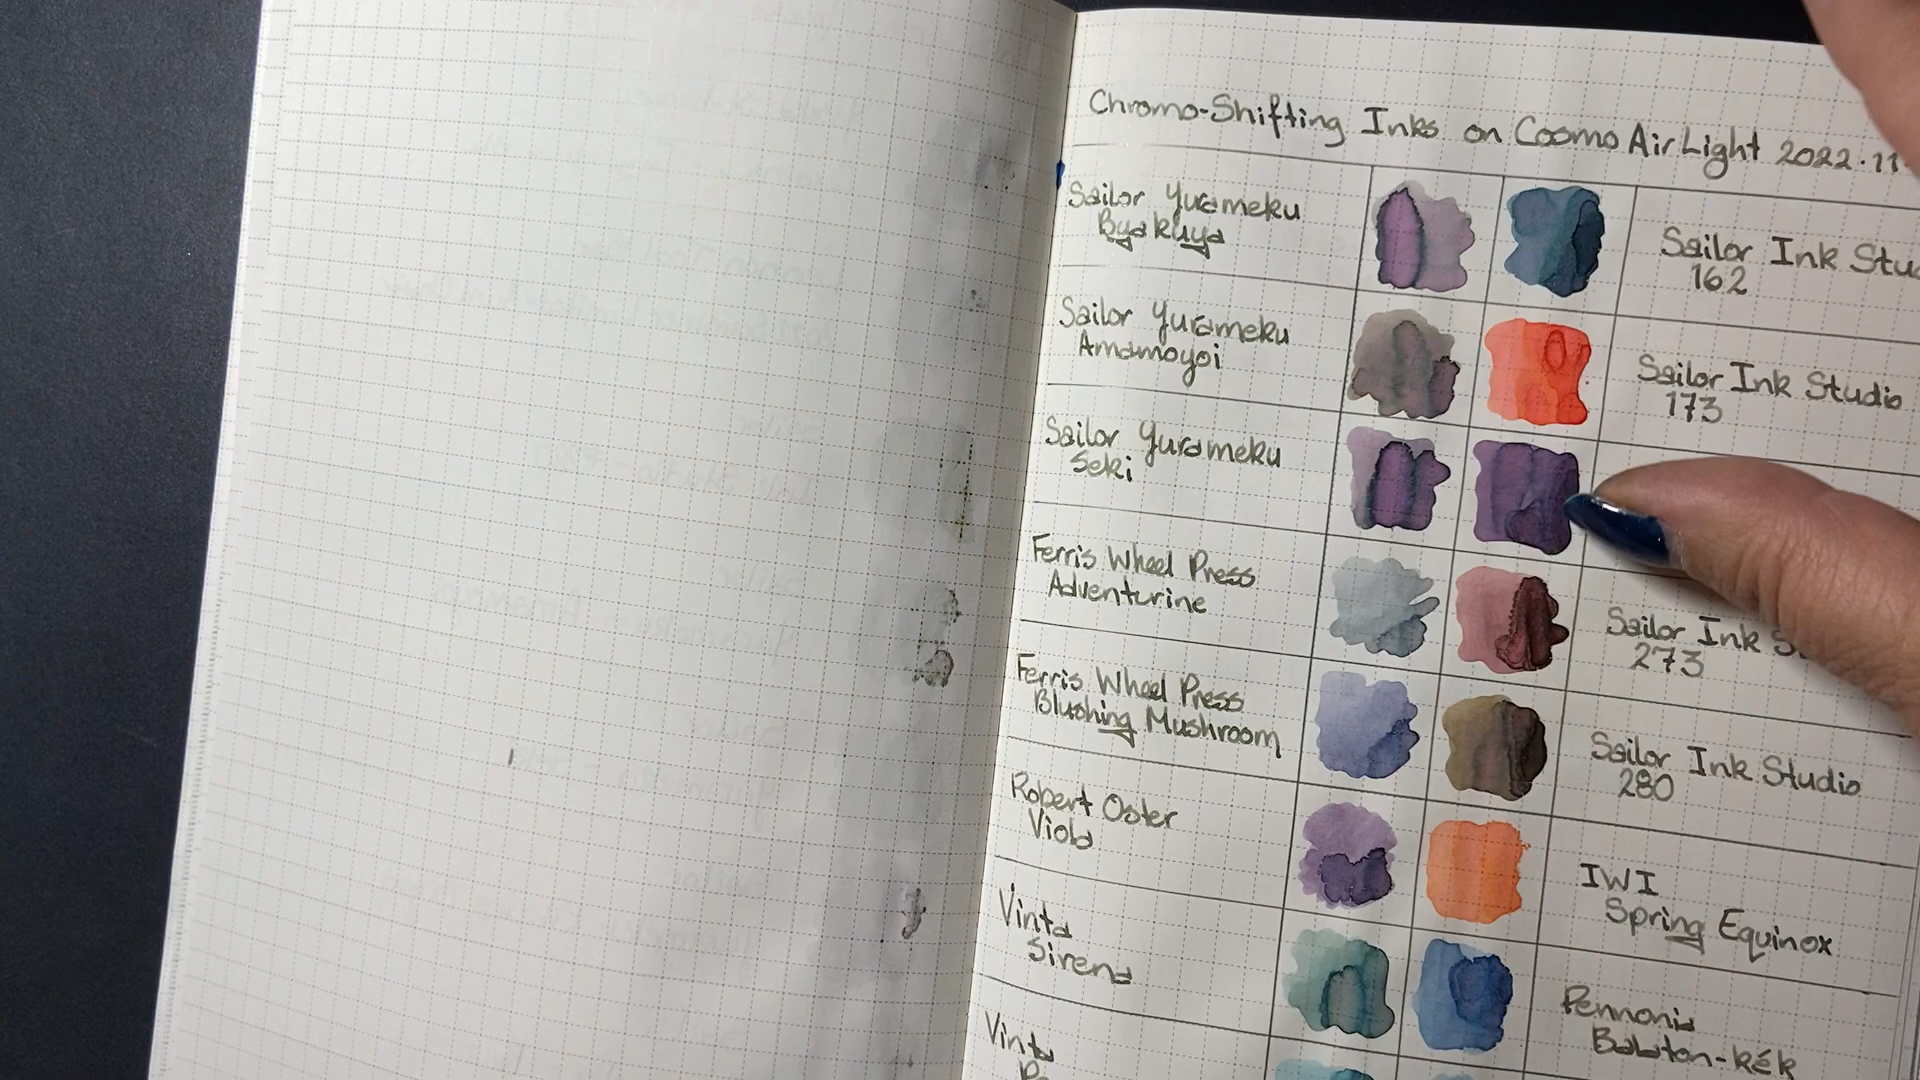 Chromo-Shifting Inks on Cosmo Air Light 2022.11
Sailor Yurameku
Byakuya
Sailor Ink Stu
162
Sailor Yurameku
Amamoyoi
Sailor Ink Studio
173
Sailor Yurameku
Seki
Ferris Wheel Press
Adventurine
Sailor Ink S
273
Ferris Wheel Press
Blushing Mushroom
Sailor Ink Studio
280
Robert Oster
Viola
IWI
Spring Equinox
Vinta
Sirena
Pennonia
Balaton-kék
Vinta